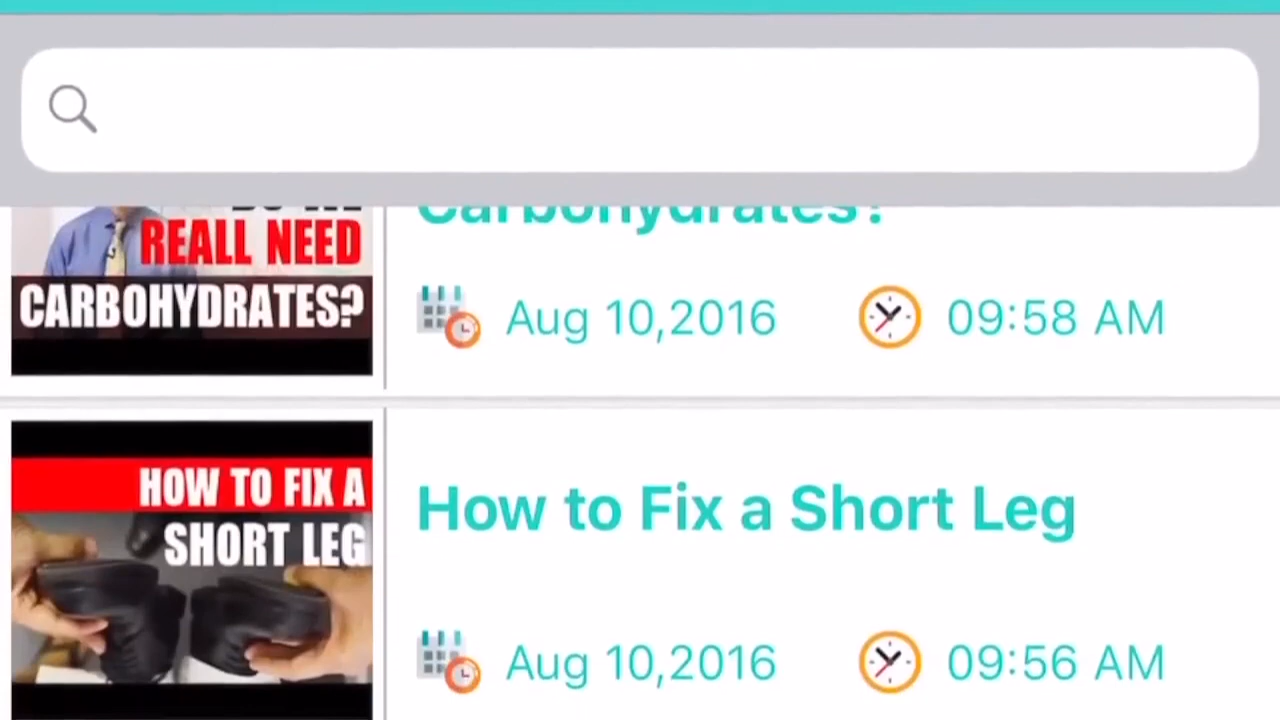 REALL NEED
CARBOHYDRATES?
Carbohydrates?
Aug 10,2016
09:58 AM
HOW TO FIX A
SHORT LEG
How to Fix a Short Leg
Aug 10,2016
09:56 AM